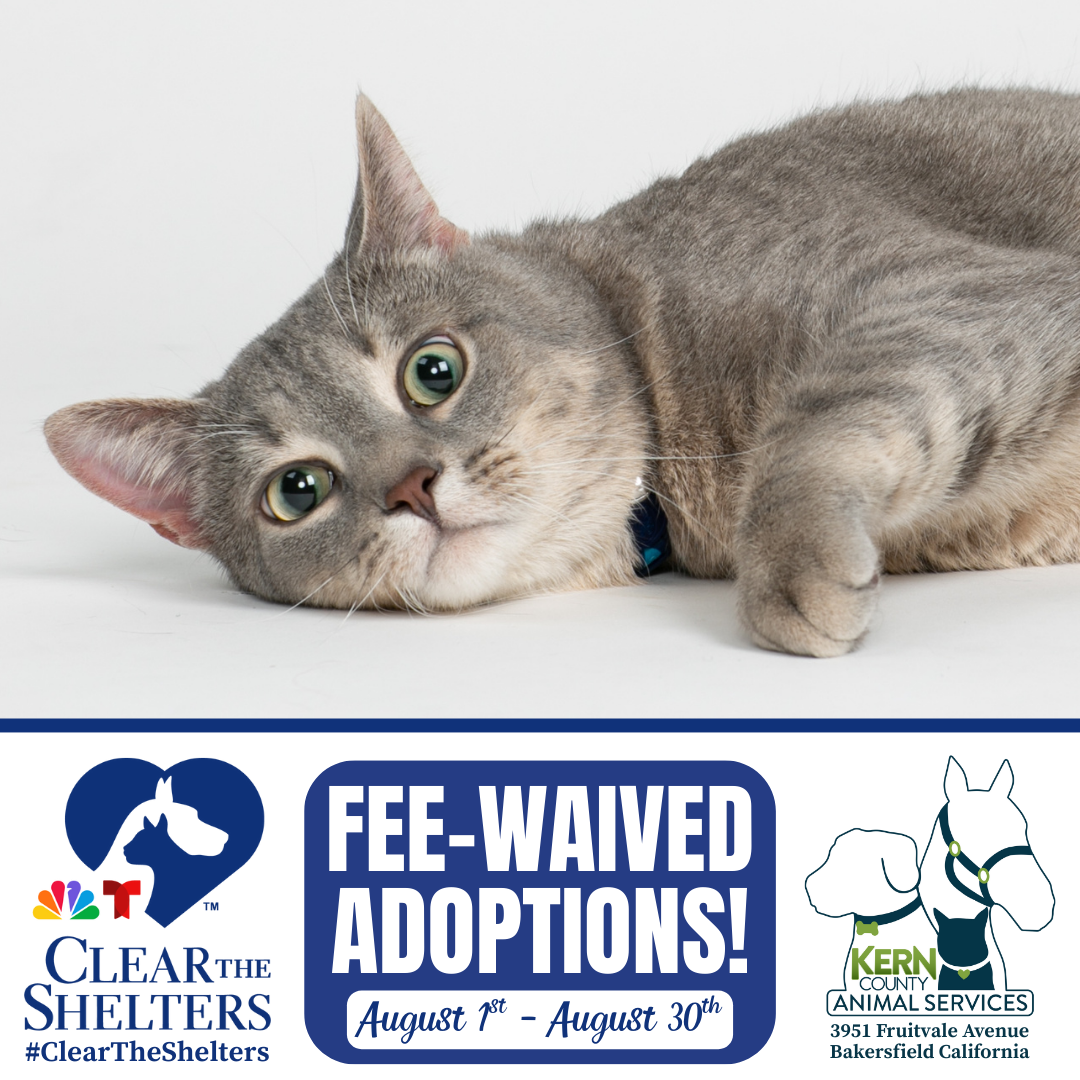 CLEAR THE
SHELTERS
#ClearTheShelters
FEE-WAIVED
ADOPTIONS!
August 1st - August 30th
KERN
COUNTY
ANIMAL SERVICES
3951 Fruitvale Avenue
Bakersfield California
TM